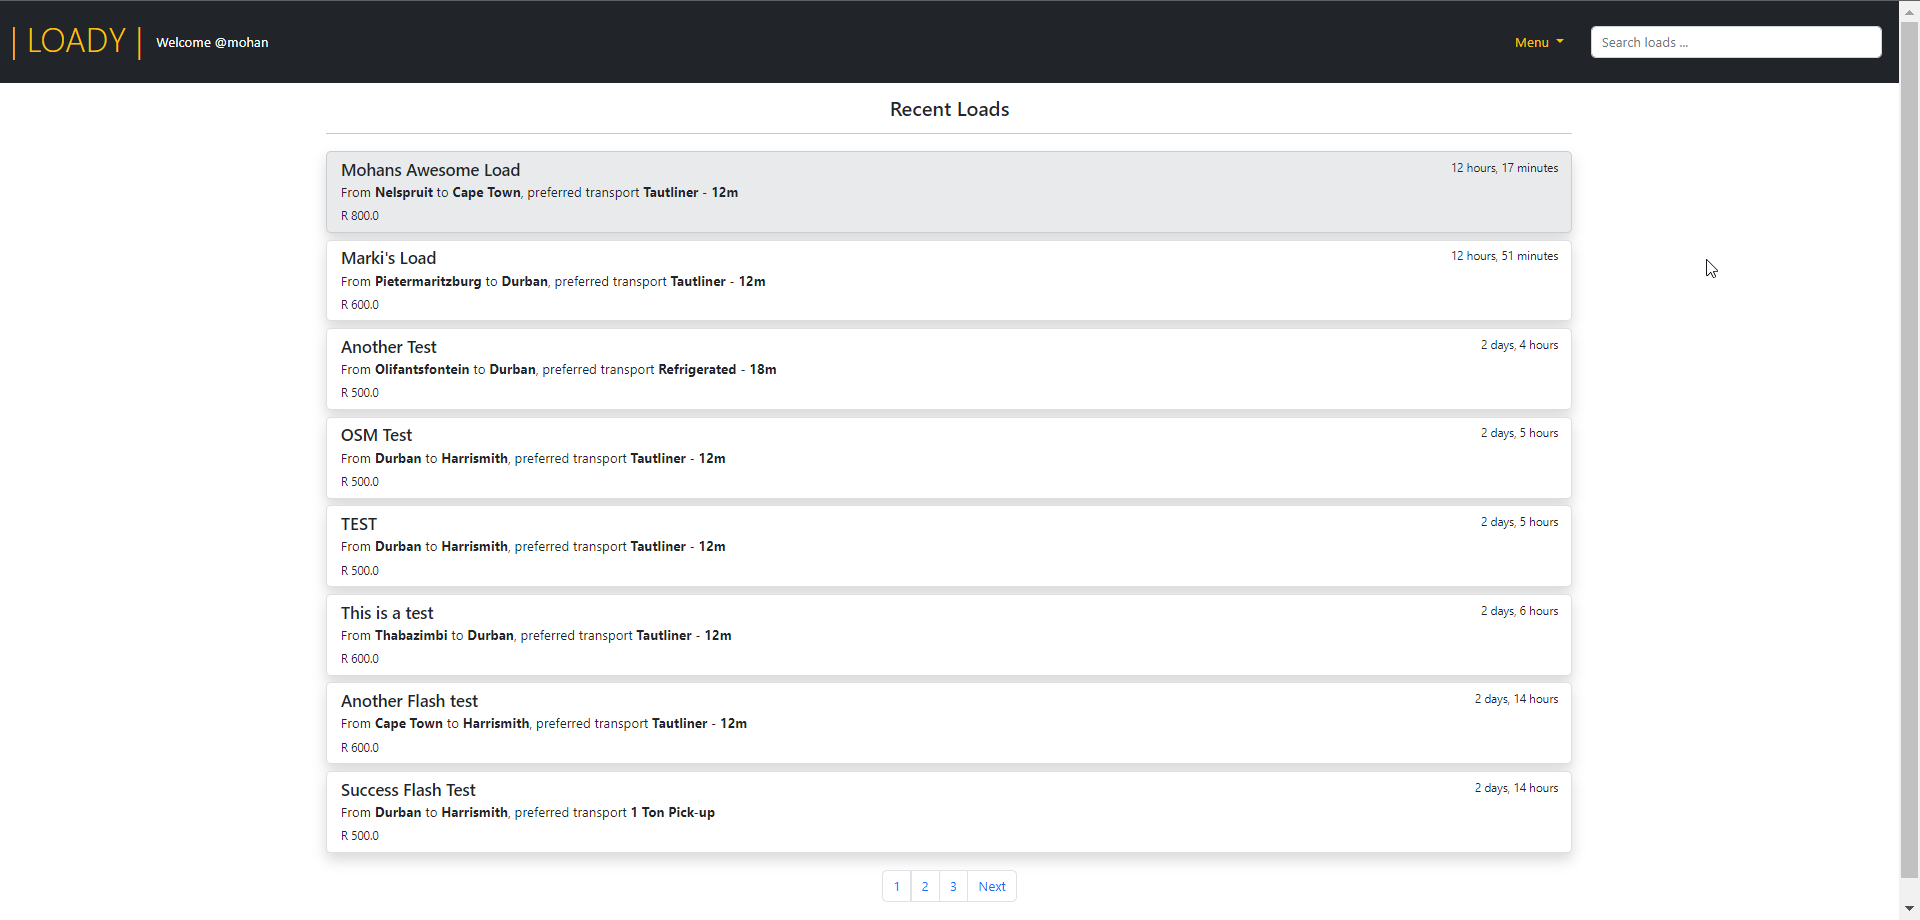 | LOADY | Welcome @mohan Menu Search loads ...
Recent Loads
Mohans Awesome Load 12 hours, 17 minutes
From Nelspruit to Cape Town, preferred transport Tautliner - 12m
R 800.0
Marki's Load 12 hours, 51 minutes
From Pietermaritzburg to Durban, preferred transport Tautliner - 12m
R 600.0
Another Test 2 days, 4 hours
From Olifantsfontein to Durban, preferred transport Refrigerated - 18m
R 500.0
OSM Test 2 days, 5 hours
From Durban to Harrismith, preferred transport Tautliner - 12m
R 500.0
TEST 2 days, 5 hours
From Durban to Harrismith, preferred transport Tautliner - 12m
R 500.0
This is a test 2 days, 6 hours
From Thabazimbi to Durban, preferred transport Tautliner - 12m
R 600.0
Another Flash test 2 days, 14 hours
From Cape Town to Harrismith, preferred transport Tautliner - 12m
R 600.0
Success Flash Test 2 days, 14 hours
From Durban to Harrismith, preferred transport 1 Ton Pick-up
R 500.0
1 2 3 Next